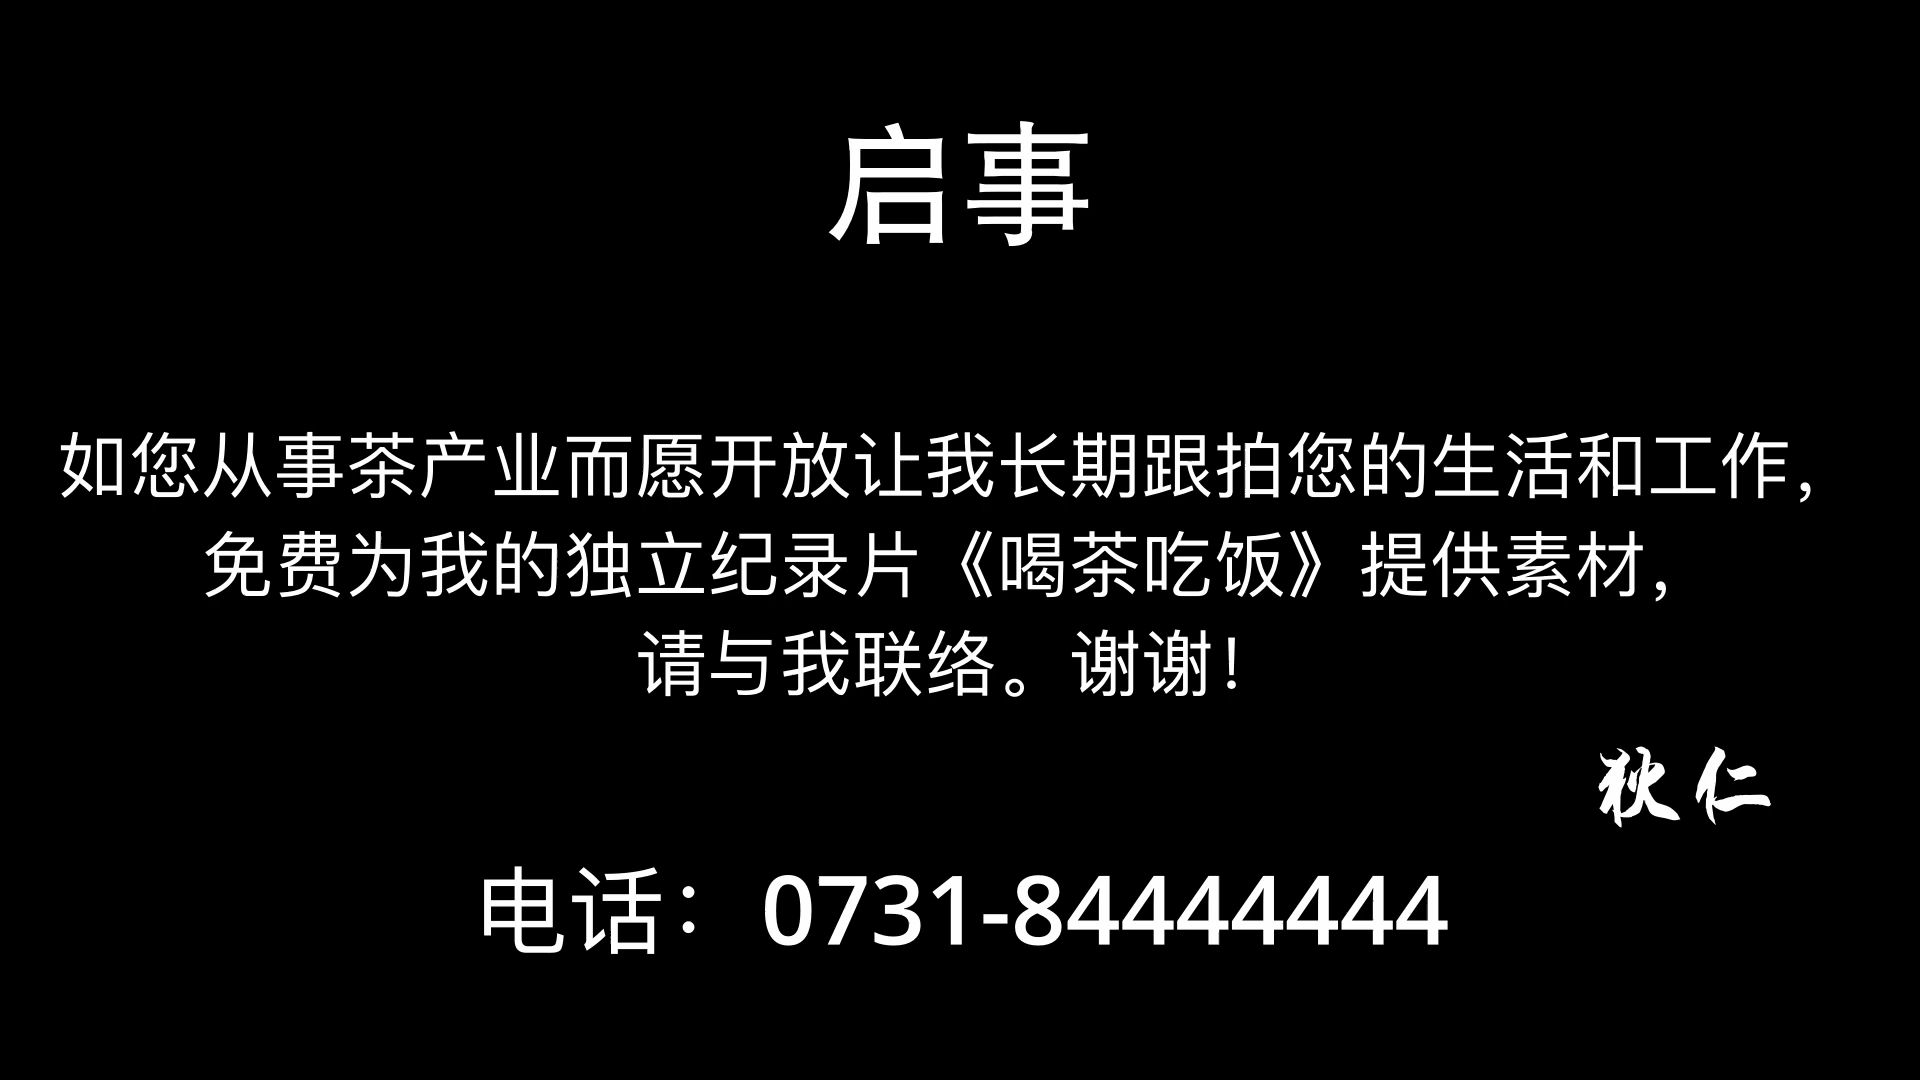 启事
如您从事茶产业而愿开放让我长期跟拍您的生活和工作，
免费为我的独立纪录片《喝茶吃饭》提供素材，
请与我联络。谢谢！
狄仁
电话：0731-84444444